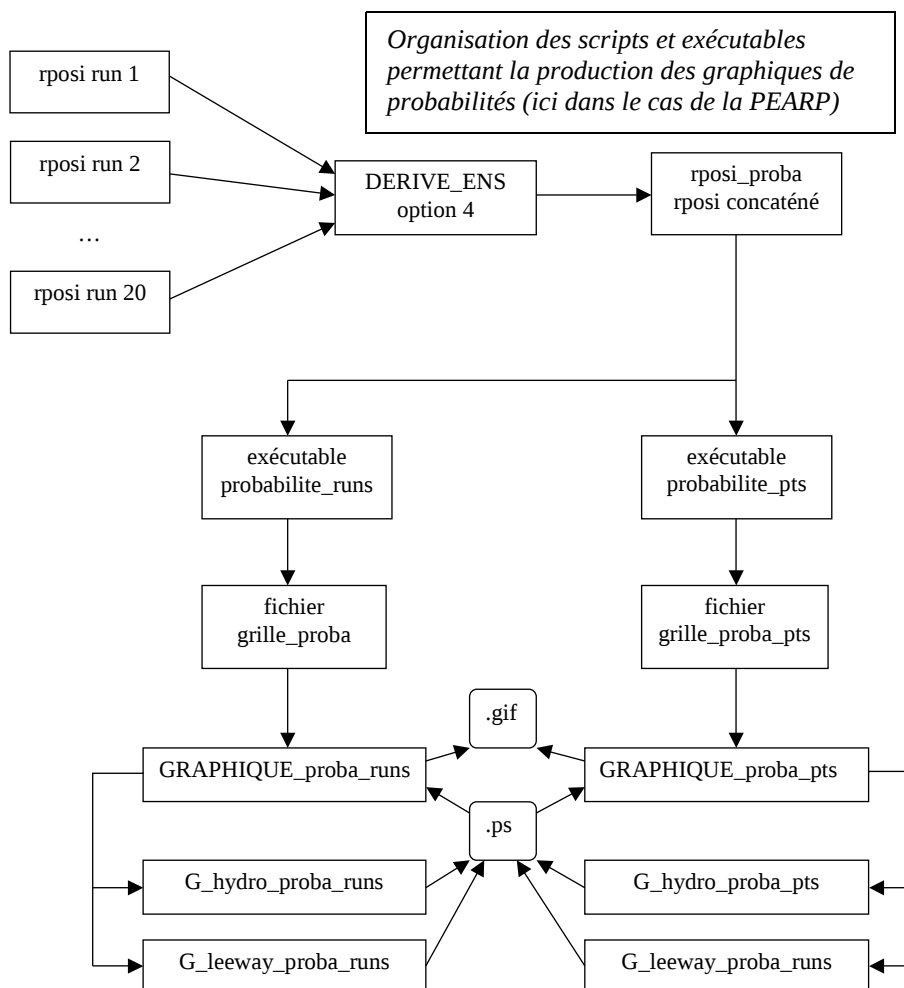 Organisation des scripts et exécutables
permettant la production des graphiques de
probabilités (ici dans le cas de la PEARP)
rposi run 1
rposi run 2
…
rposi run 20
DERIVE_ENS
option 4
rposi_proba
rposi concaténé
exécutable
probabilite_runs
exécutable
probabilite_pts
fichier
grille_proba
fichier
grille_proba_pts
.gif
GRAPHIQUE_proba_runs
GRAPHIQUE_proba_pts
.ps
G_hydro_proba_runs
G_hydro_proba_pts
G_leeway_proba_runs
G_leeway_proba_runs